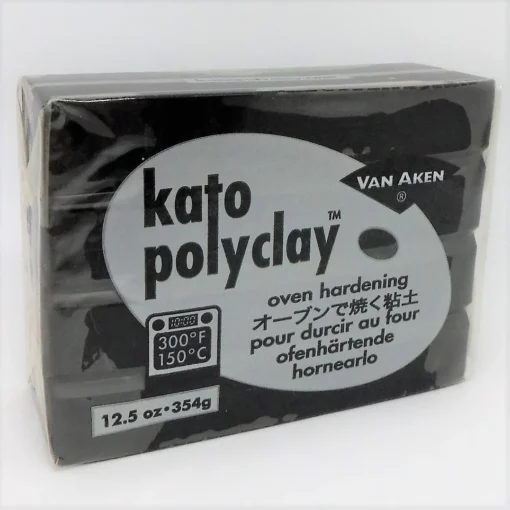 kato
polyclay™
VAN AKEN
®
oven hardening
オーブンで焼く粘土
pour durcir au four
ofenhärtende
hornearlo
10:00
300°F
150°C
12.5 oz•354g